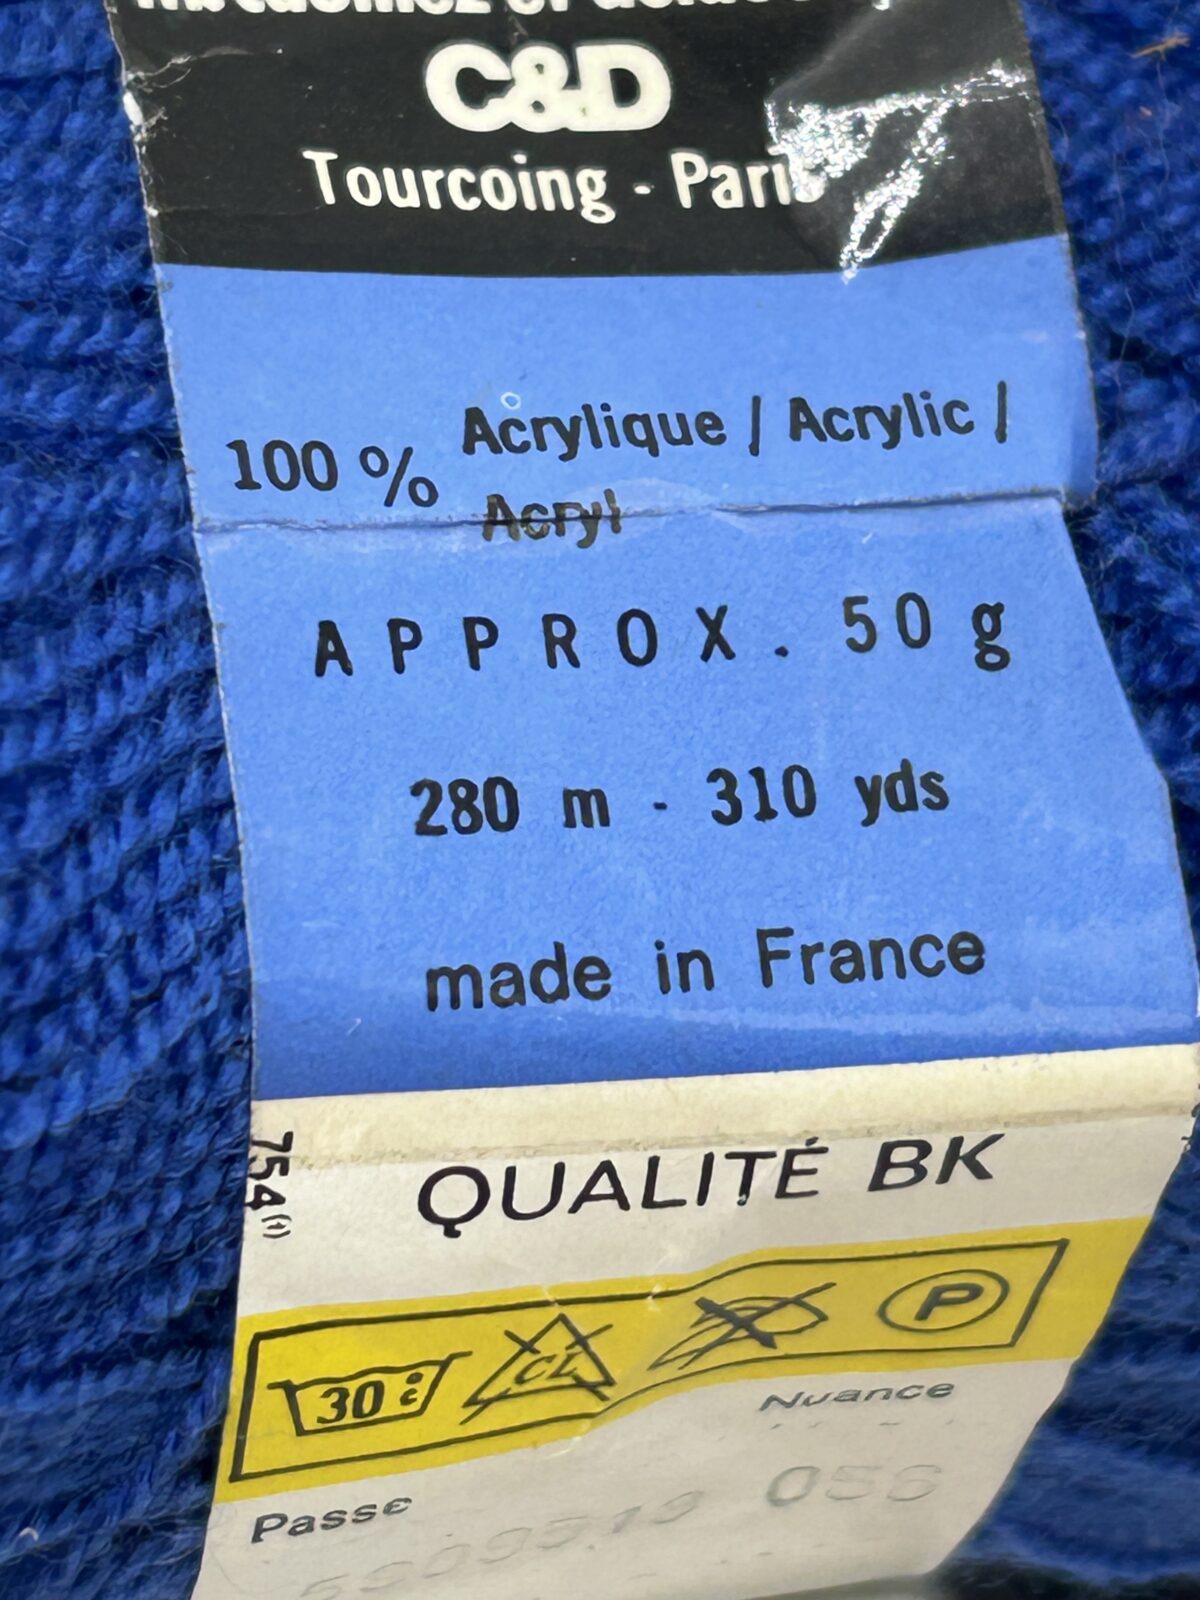 C&D
Tourcoing - Paris
100 % Acrylique / Acrylic /
Acryl
APPROX. 50 g
280 m - 310 yds
made in France
754(1)
QUALITÉ BK
30°c CL P
Nuance
056
Passe